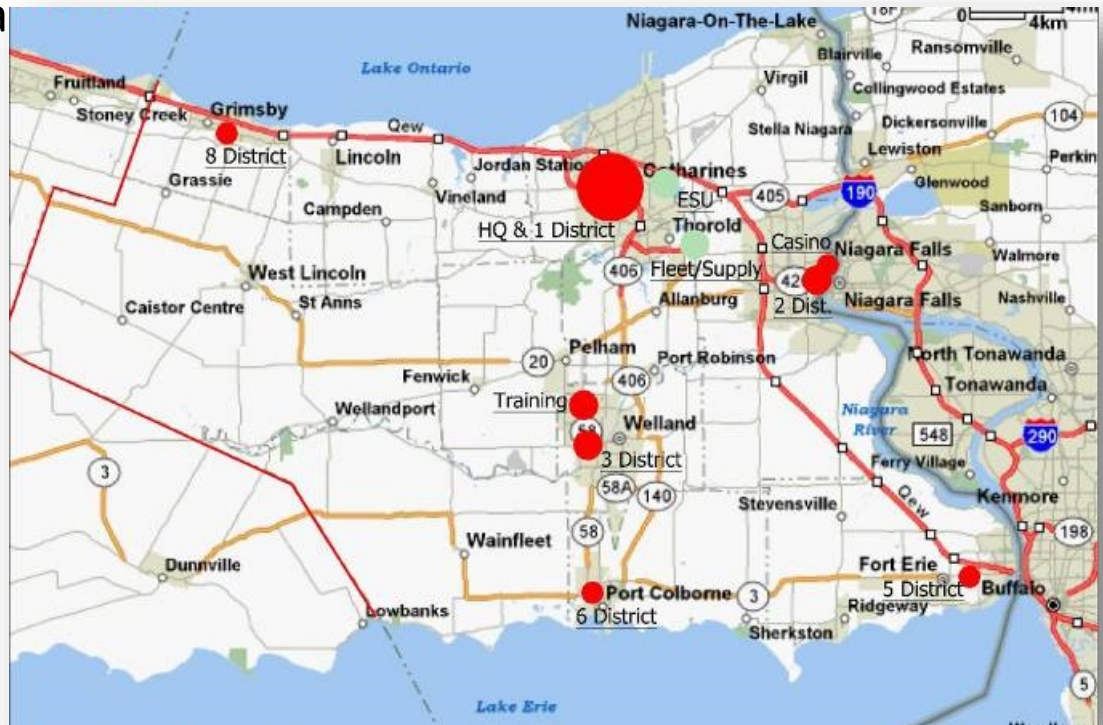 a
Niagara-On-The-Lake
0 4km
Blairville
Ransomville
Lake Ontario
Fruitland
Virgil
Collingwood Estates
Stoney Creek
Grimsby
Qew
Stella Niagara
Dickersonville
104
8 District
Lincoln
Jordan Station
Catharines
Lewiston
Grassie
Vineland
ESU
405
190
Glenwood
Campden
HQ & 1 District
Thorold
Sanborn
Casino
Niagara Falls
Walmore
West Lincoln
406
Fleet/Supply
42
Caistor Centre
St Anns
Allanburg
2 Dist.
Niagara Falls
Nashville
20
Pelham
Port Robinson
North Tonawanda
Fenwick
406
Tonawanda
Training
Wellandport
58
Welland
Niagara
River
548
290
3 District
Ferry Village
3
58A
140
Stevensville
Qew
Kenmore
58
198
Wainfleet
Dunnville
Fort Erie
5 District
Buffalo
Port Colborne
3
Lowbanks
6 District
Ridgeway
Sherkston
5
Lake Erie